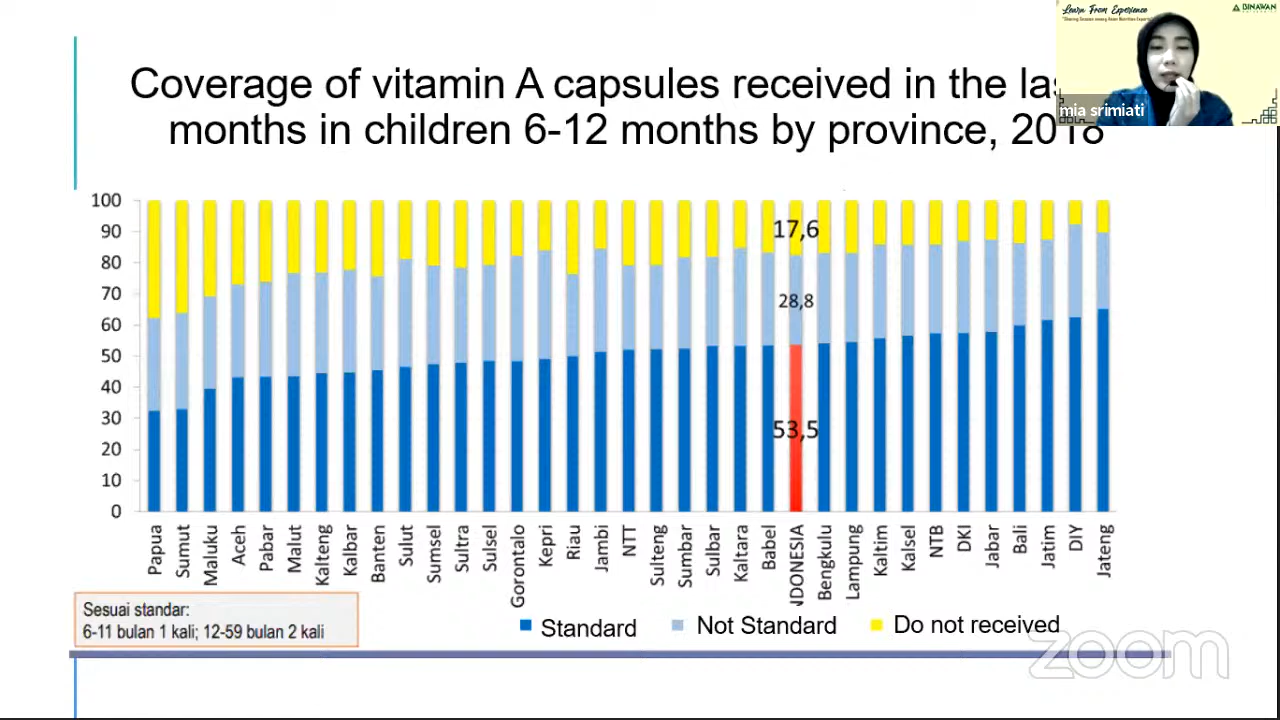 Learn From Experience
BINAWAN
mia srimiati
Coverage of vitamin A capsules received in the
months in children 6-12 months by province, 2018
100
90
80
70
60
50
40
30
20
10
0
17,6
28,8
53,5
Papua
Sumut
Maluku
Aceh
Pabar
Malut
Kalteng
Kalbar
Banten
Sulut
Sumsel
Sultra
Sulsel
Gorontalo
Kepri
Riau
Jambi
NTT
Sulteng
Sumbar
Sulbar
Kaltara
Babel
NDONESIA
Bengkulu
Lampung
Kaltim
Kalsel
NTB
DKI
Jabar
Bali
Jatim
DIY
Jateng
Sesuai standar:
6-11 bulan 1 kali; 12-59 bulan 2 kali
Standard
Not Standard
Do not received
zoom